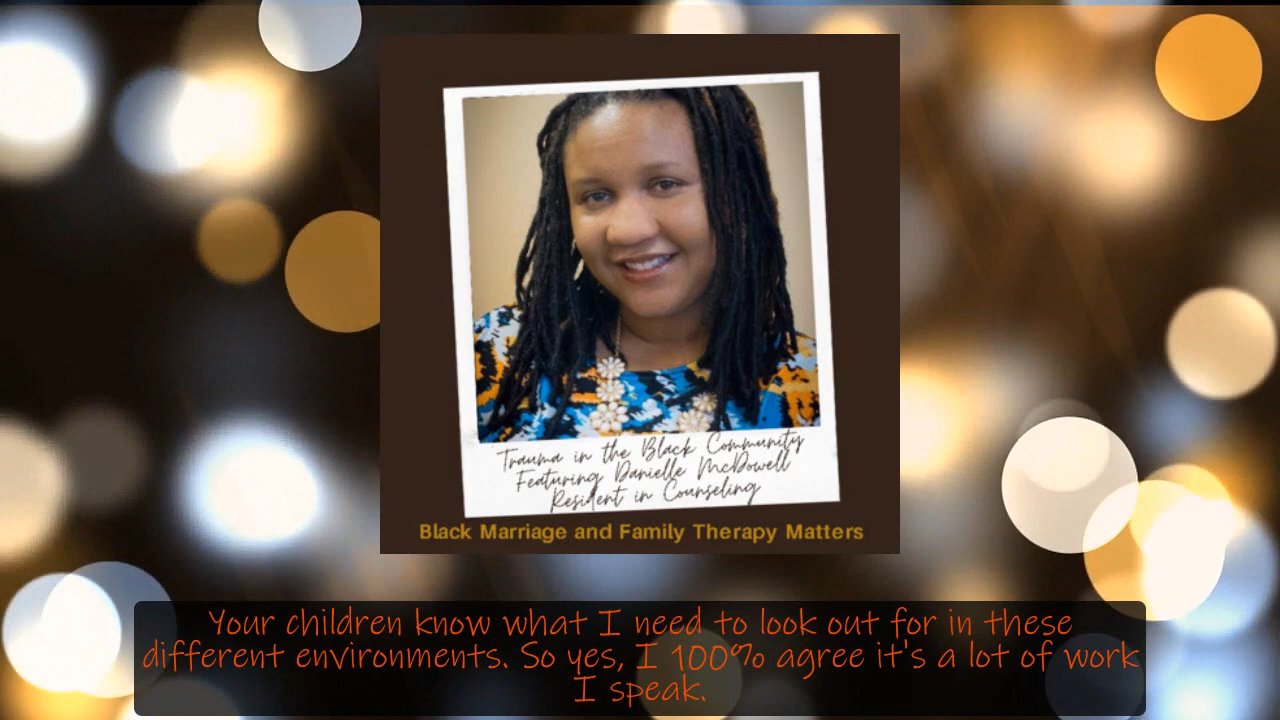 Trauma in the Black Community
Featuring Danielle McDowell
Resident in Counseling
Black Marriage and Family Therapy Matters
Your children know what I need to look out for in these
different environments. So yes, I 100% agree it's a lot of work
I speak.